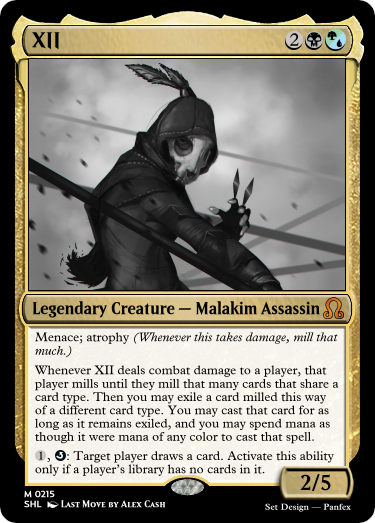 XII 2
Legendary Creature — Malakim Assassin
Menace; atrophy (Whenever this takes damage, mill that
much.)
Whenever XII deals combat damage to a player, that
player mills until they mill that many cards that share a
card type. Then you may exile a card milled this way
of a different card type. You may cast that card for as
long as it remains exiled, and you may spend mana as
though it were mana of any color to cast that spell.
1, : Target player draws a card. Activate this ability
only if a player's library has no cards in it.
2/5
M 0215
SHL Last Move by Alex Cash
Set Design — Panfex